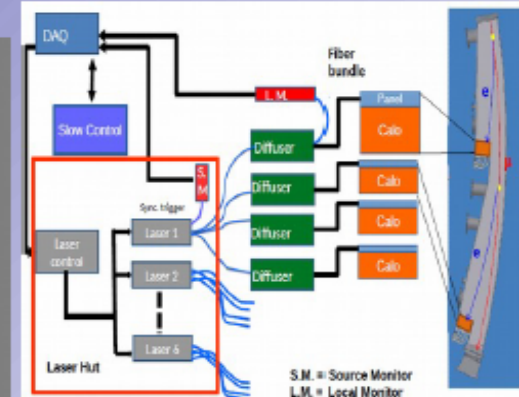 DAQ
Fiber
bundle
L.M.
Panel
Calo
Slow Control
Diffuser
S.
M
Sync. trigger
Diffuser
Calo
Laser control
Laser 1
Diffuser
Calo
Laser 2
Diffuser
Calo
Laser 6
Laser Hut
S.M. = Source Monitor
L.M. = Local Monitor
e
μ
e